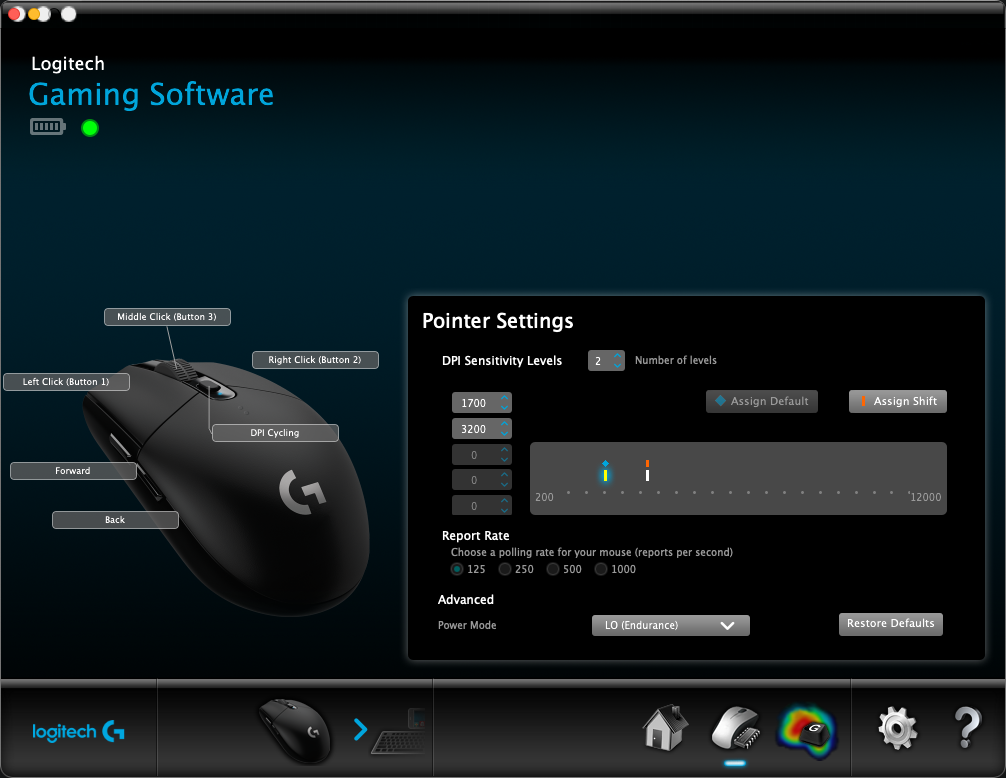 Logitech
Gaming Software
Middle Click (Button 3)
Right Click (Button 2)
Left Click (Button 1)
DPI Cycling
Forward
Back
Pointer Settings
DPI Sensitivity Levels 2 Number of levels
1700 Assign Default Assign Shift
3200
0
0
0
200 12000
Report Rate
Choose a polling rate for your mouse (reports per second)
125 250 500 1000
Advanced
Power Mode LO (Endurance) Restore Defaults
logitech G
G
?